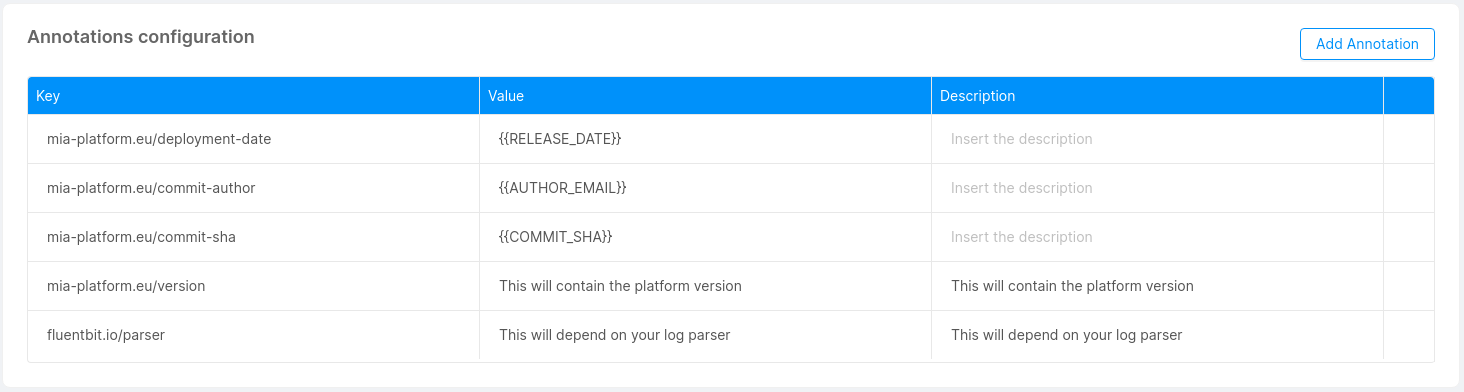 Annotations configuration
Add Annotation
Key Value Description
mia-platform.eu/deployment-date {{RELEASE_DATE}} Insert the description
mia-platform.eu/commit-author {{AUTHOR_EMAIL}} Insert the description
mia-platform.eu/commit-sha {{COMMIT_SHA}} Insert the description
mia-platform.eu/version This will contain the platform version This will contain the platform version
fluentbit.io/parser This will depend on your log parser This will depend on your log parser